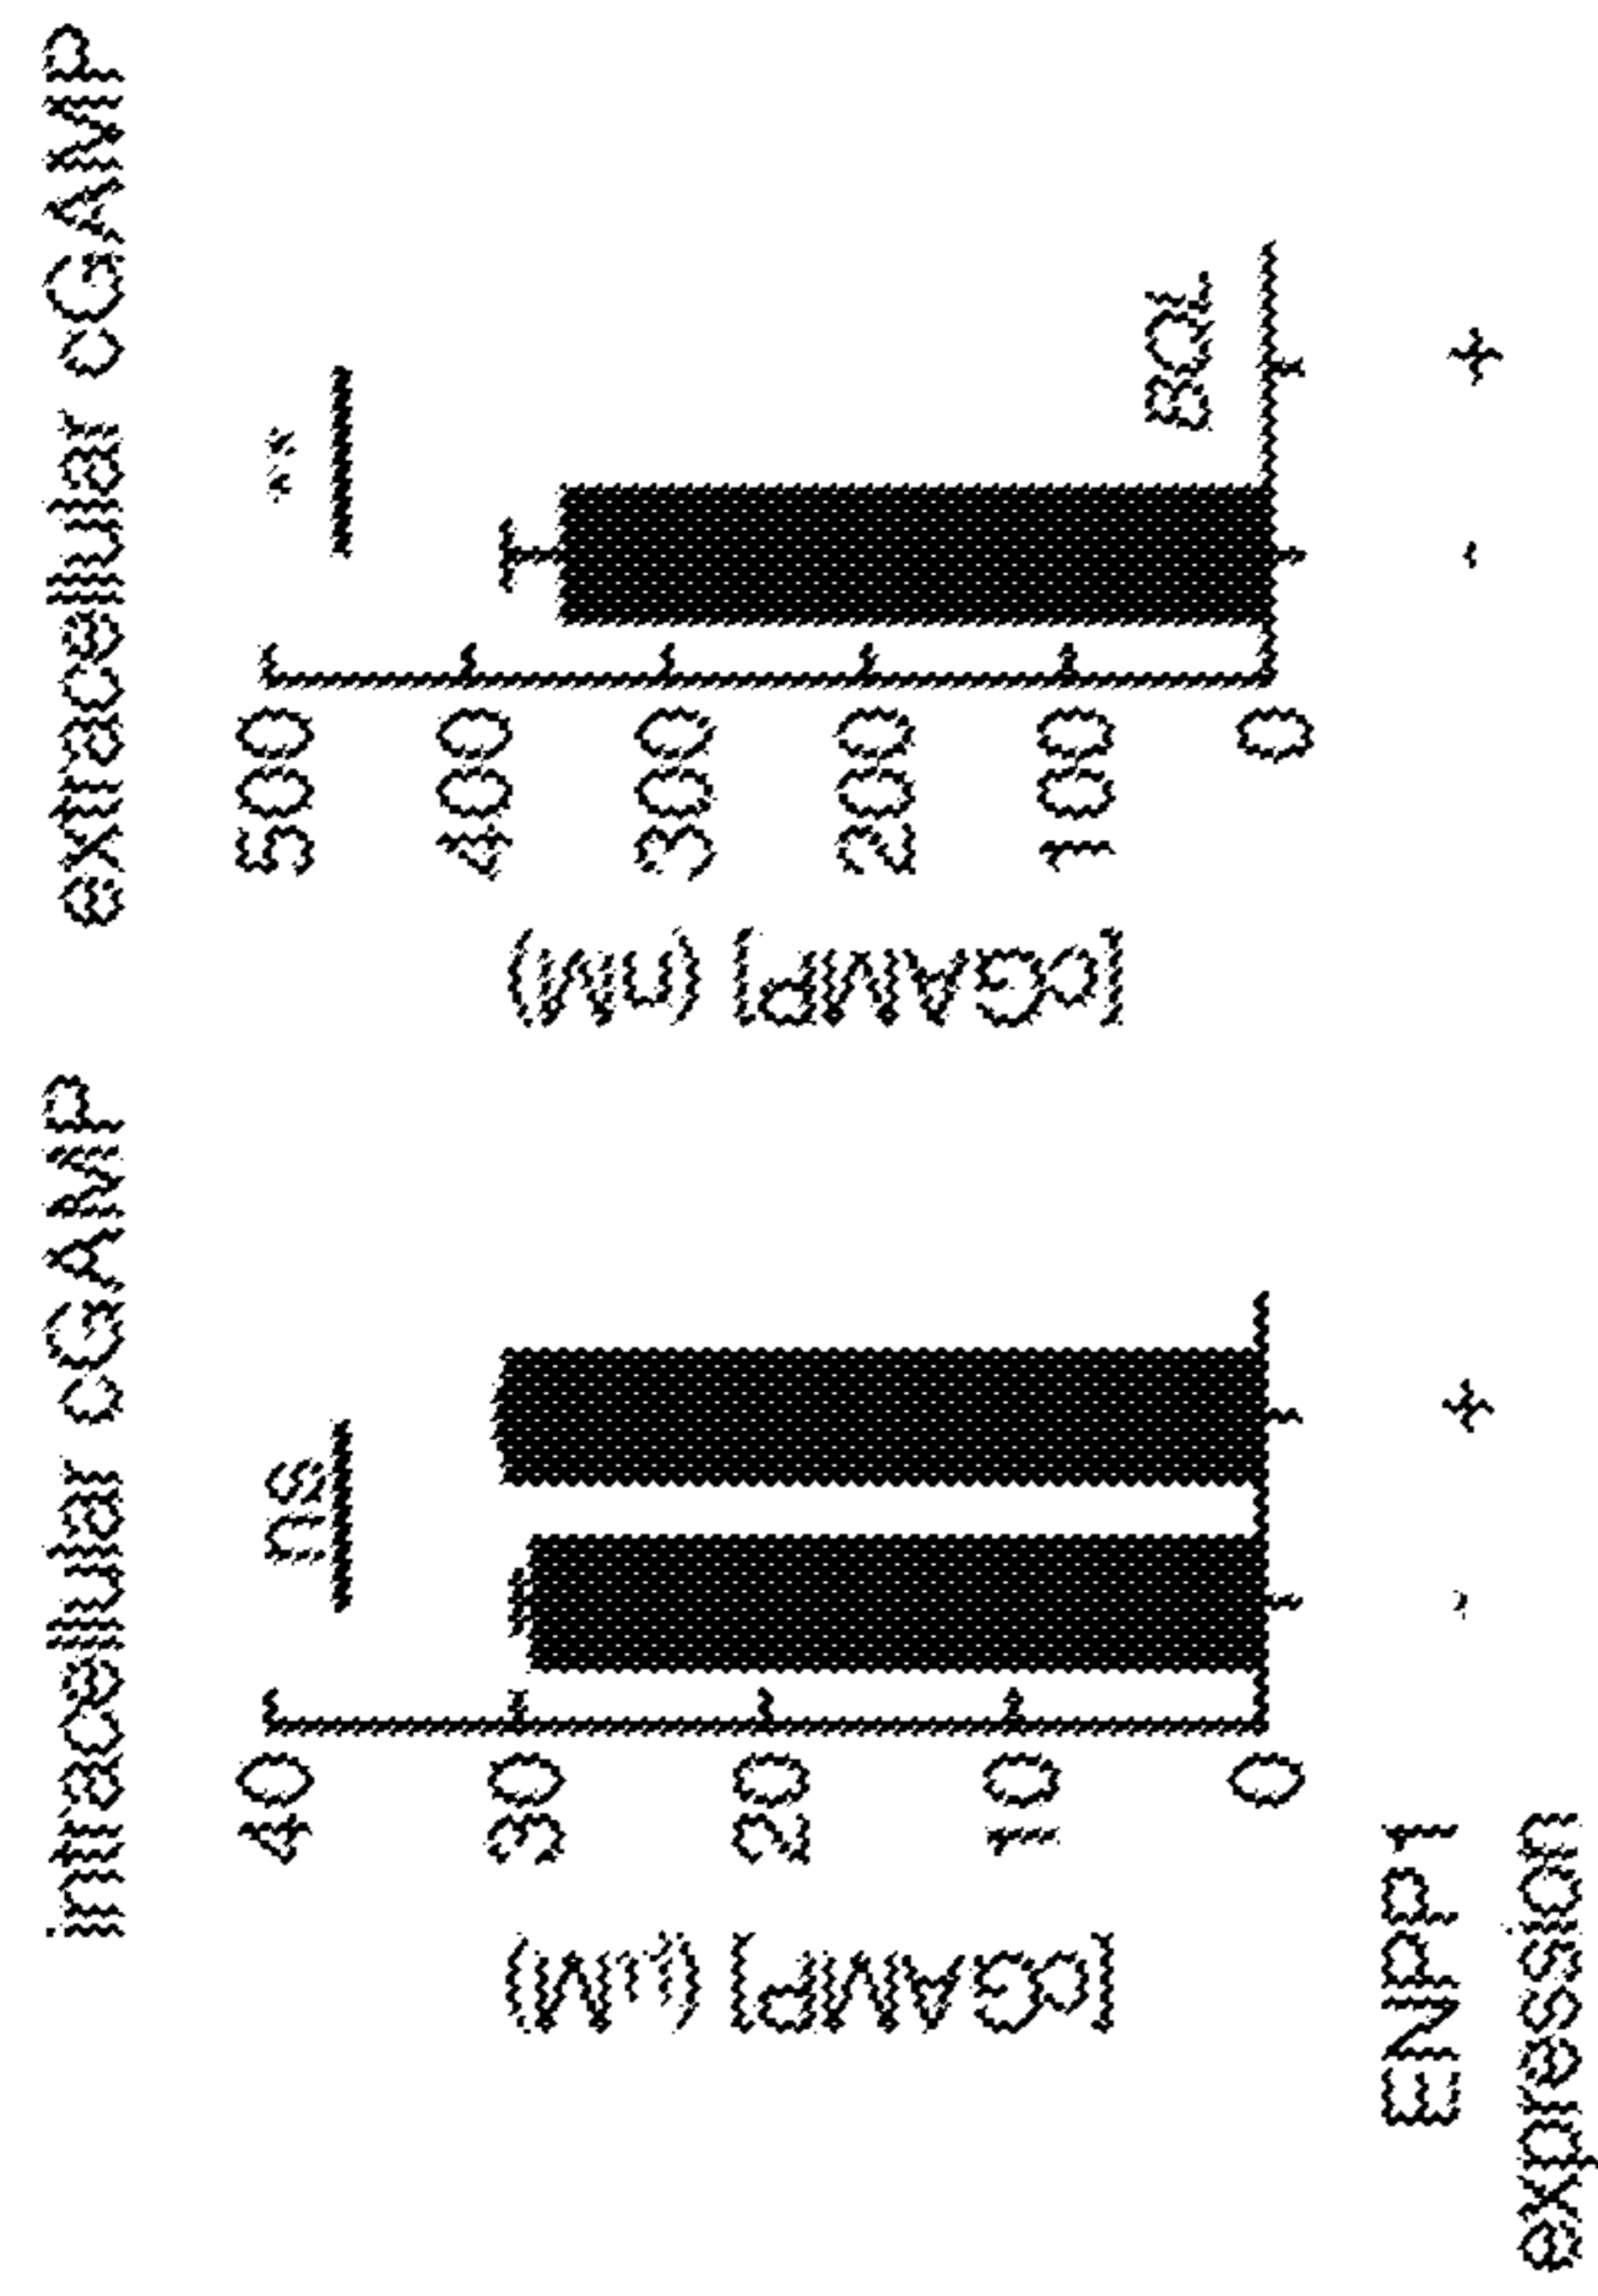 intracellular cGAMP
ns
40
30
20
10
0
[cGAMP] (µM)
- +
ENPP1
expression
extracellular cGAMP
**
500
400
300
200
100
0
[cGAMP] (nM)
BQL
- +